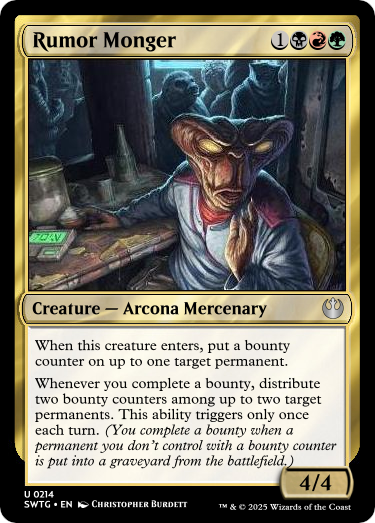 Rumor Monger 1
Creature — Arcona Mercenary
When this creature enters, put a bounty
counter on up to one target permanent.
Whenever you complete a bounty, distribute
two bounty counters among up to two target
permanents. This ability triggers only once
each turn. (You complete a bounty when a
permanent you don't control with a bounty counter
is put into a graveyard from the battlefield.)
4/4
U 0214
SWTG • EN Christopher Burdett
™ & © 2025 Wizards of the Coast